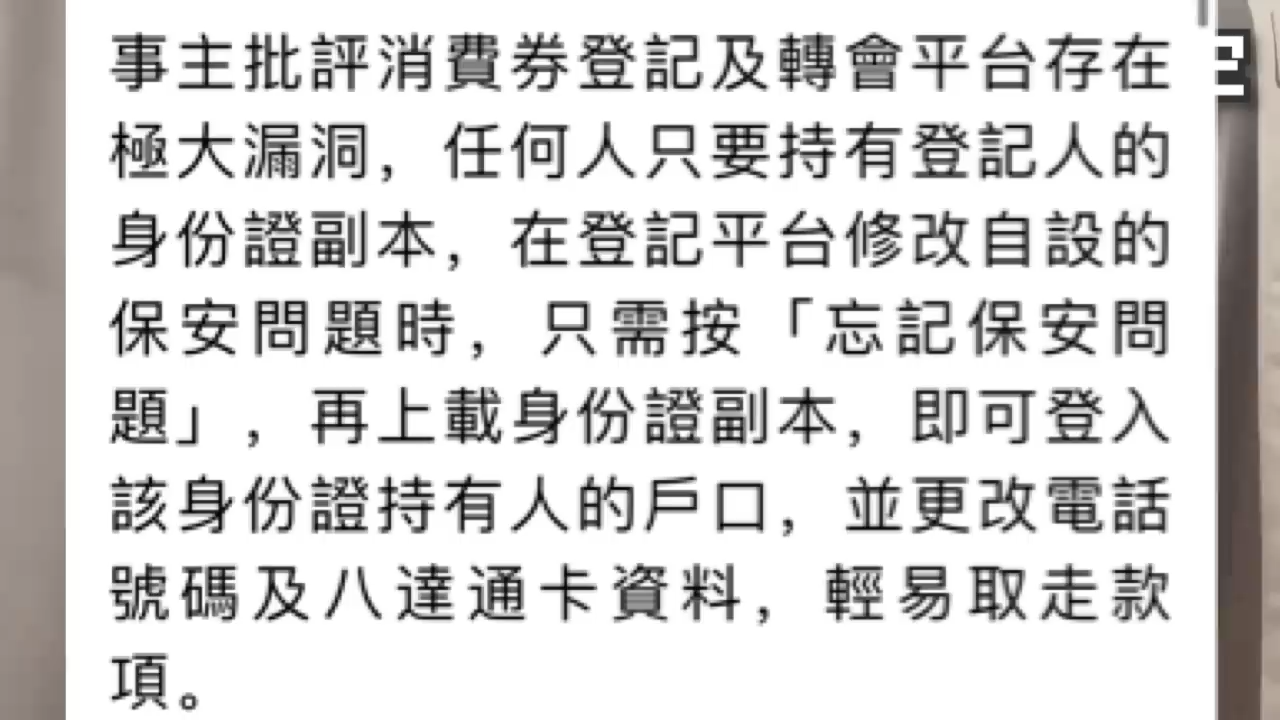 事主批評消費券登記及轉會平台存在
極大漏洞，任何人只要持有登記人的
身份證副本，在登記平台修改自設的
保安問題時，只需按「忘記保安問
題」，再上載身份證副本，即可登入
該身份證持有人的戶口，並更改電話
號碼及八達通卡資料，輕易取走款
項。